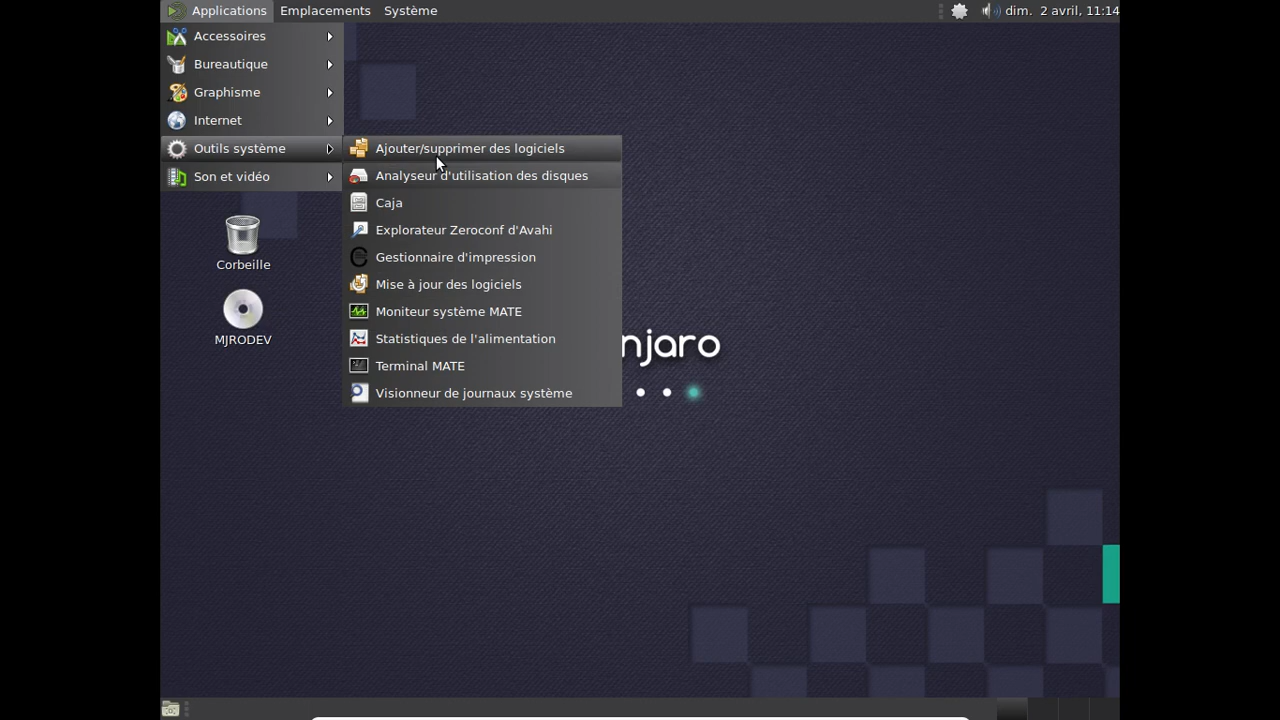 Applications Emplacements Système dim. 2 avril, 11:14
Accessoires
Bureautique
Graphisme
Internet
Outils système
Son et vidéo
Ajouter/supprimer des logiciels
Analyseur d'utilisation des disques
Caja
Explorateur Zeroconf d'Avahi
Gestionnaire d'impression
Mise à jour des logiciels
Moniteur système MATE
Statistiques de l'alimentation
Terminal MATE
Visionneur de journaux système
Corbeille
MJRODEV
njaro